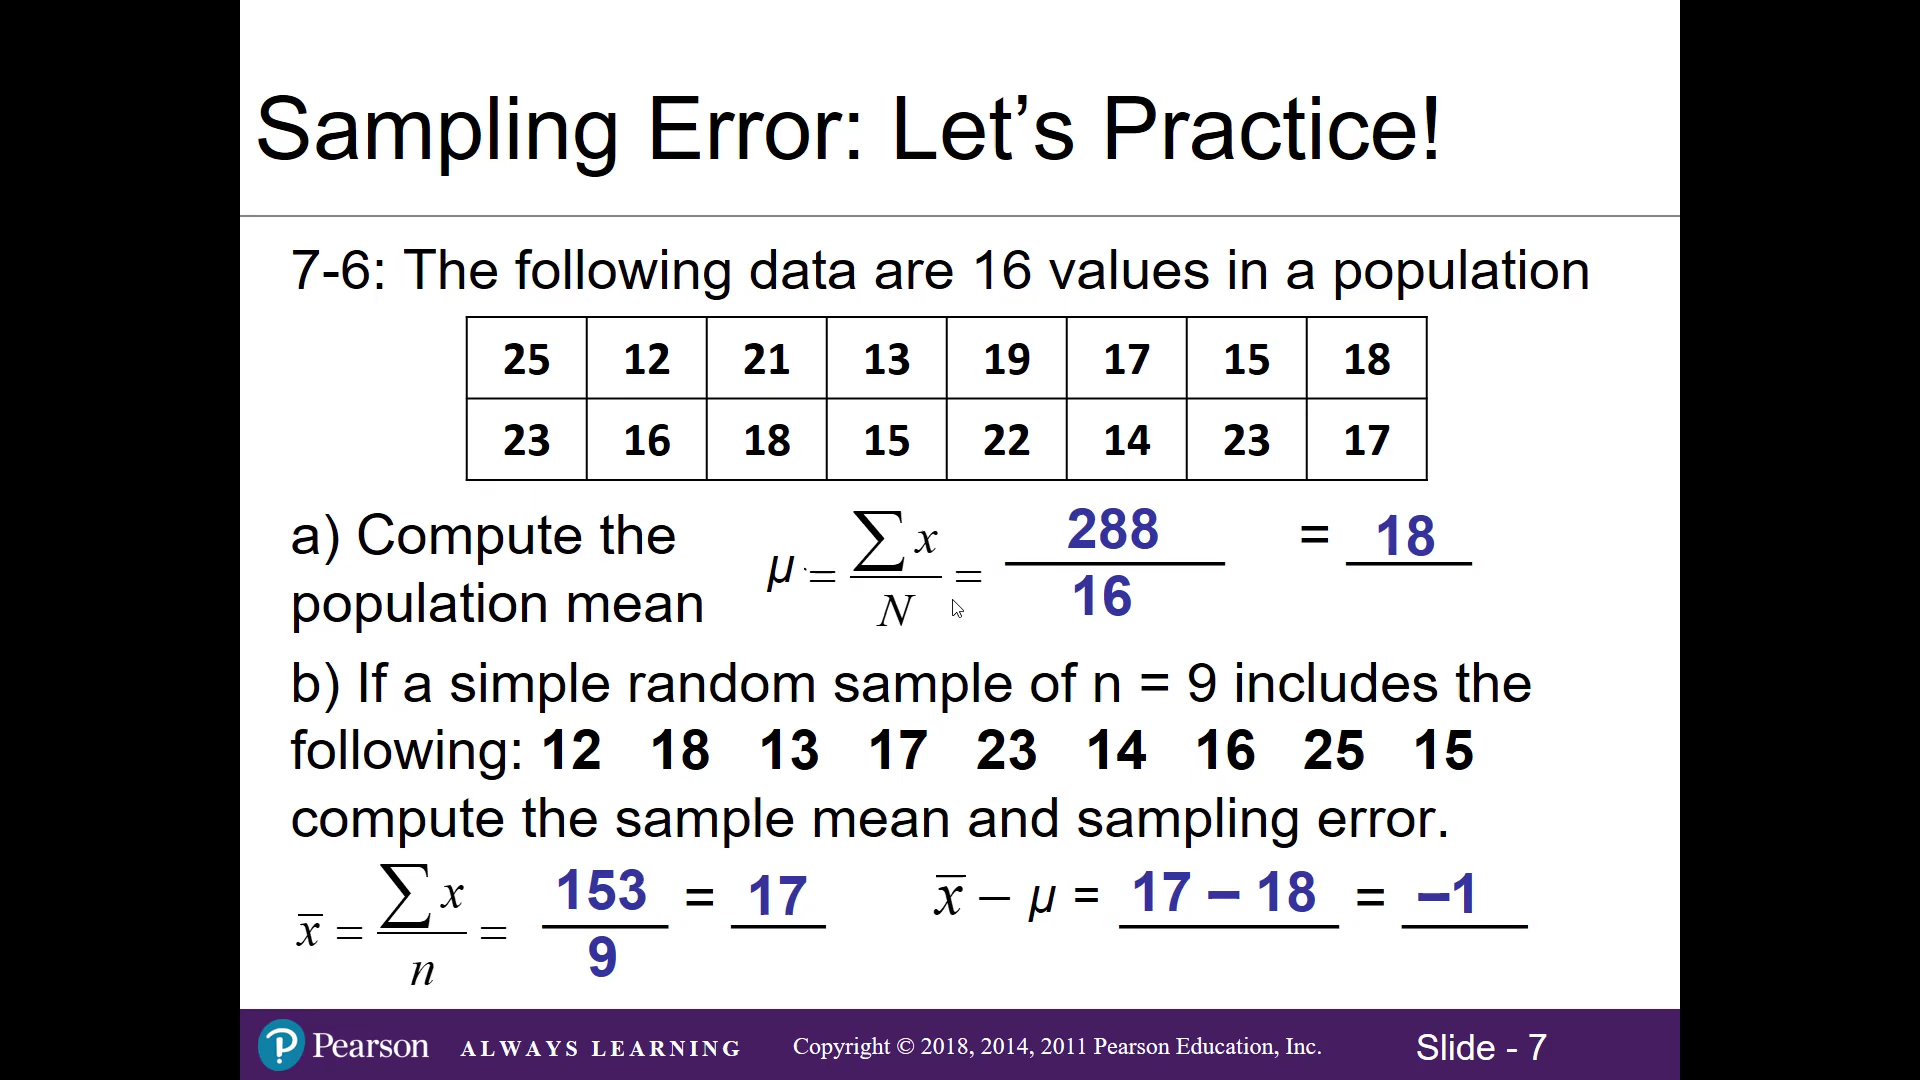 Sampling Error: Let’s Practice!
7-6: The following data are 16 values in a population
25 12 21 13 19 17 15 18
23 16 18 15 22 14 23 17
a) Compute the
population mean
μ = ∑x / N = 288 / 16 = 18
b) If a simple random sample of n = 9 includes the
following: 12 18 13 17 23 14 16 25 15
compute the sample mean and sampling error.
x̅ = ∑x / n = 153 / 9 = 17
x̅ – μ = 17 – 18 = –1
Pearson ALWAYS LEARNING Copyright © 2018, 2014, 2011 Pearson Education, Inc. Slide - 7